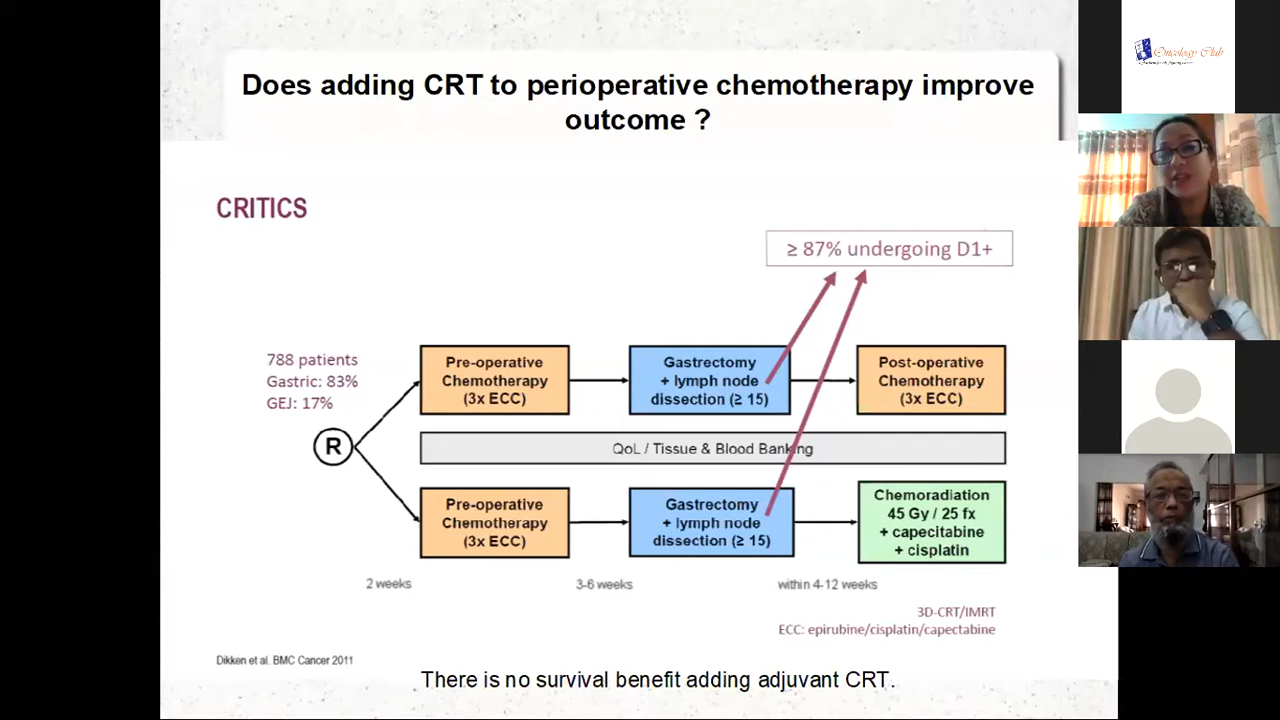 Does adding CRT to perioperative chemotherapy improve
outcome ?
CRITICS
≥ 87% undergoing D1+
788 patients
Gastric: 83%
GEJ: 17%
R
Pre-operative
Chemotherapy
(3x ECC)
Gastrectomy
+ lymph node
dissection (≥ 15)
Post-operative
Chemotherapy
(3x ECC)
QoL / Tissue & Blood Banking
Pre-operative
Chemotherapy
(3x ECC)
Gastrectomy
+ lymph node
dissection (≥ 15)
Chemoradiation
45 Gy / 25 fx
+ capecitabine
+ cisplatin
2 weeks
3-6 weeks
within 4-12 weeks
3D-CRT/IMRT
ECC: epirubine/cisplatin/capectabine
Dikken et al. BMC Cancer 2011
There is no survival benefit adding adjuvant CRT.
Oncology Club